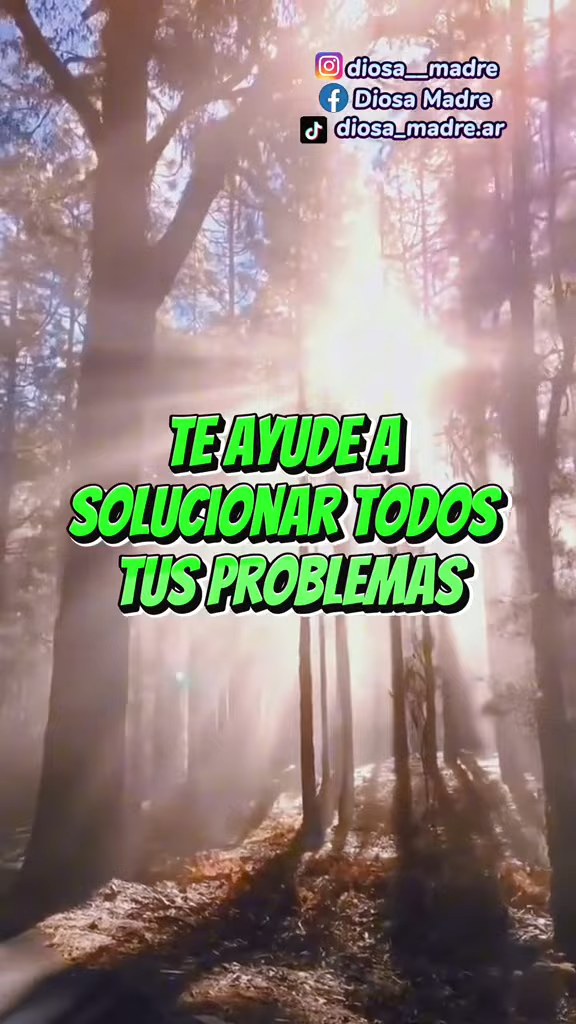 diosa__madre
Diosa Madre
diosa_madre.ar
TE AYUDE A
SOLUCIONAR TODOS
TUS PROBLEMAS